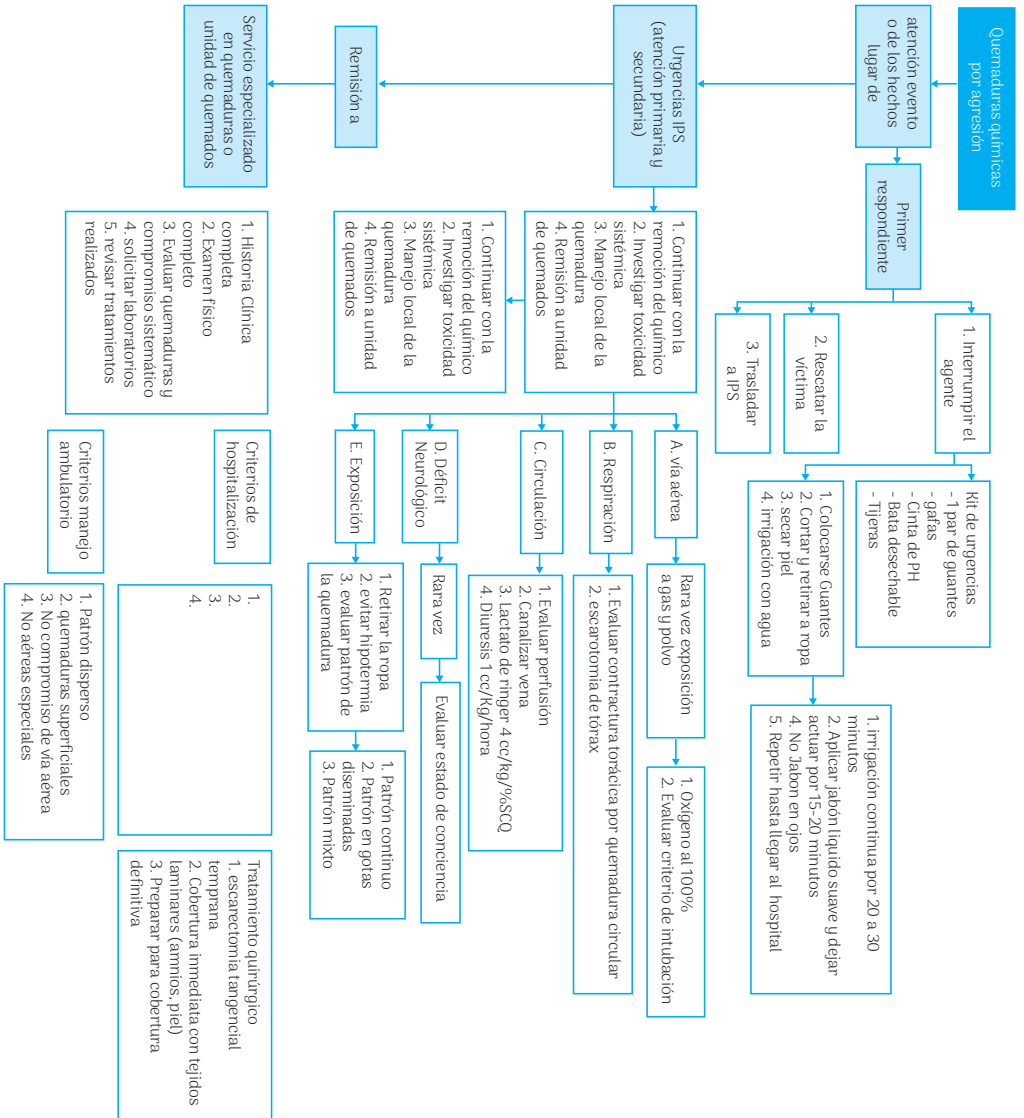 Quemaduras químicas
por agresión
atención evento
o de los hechos
lugar de
Primer
respondiente
1. Interrumpir el
agente
2. Rescatar la
víctima
3. Trasladar
a IPS
Kit de urgencias
- 1 par de guantes
- gafas
- Cinta de PH
- Bata desechable
- Tijeras
1. Colocarse Guantes
2. Cortar y retirar a ropa
3. secar piel
4. irrigación con agua
1. irrigación continua por 20 a 30
minutos
2. Aplicar jabón liquido suave y dejar
actuar por 15-20 minutos
4. No Jabon en ojos
5. Repetir hasta llegar al hospital
Urgencias IPS
(atención primaria y
secundaria)
1. Continuar con la
remoción del químico
2. Investigar toxicidad
sistémica
3. Manejo local de la
quemadura
4. Remisión a unidad
de quemados
1. Continuar con la
remoción del químico
2. Investigar toxicidad
sistémica
3. Manejo local de la
quemadura
4. Remisión a unidad
de quemados
A. vía aérea
Rara vez exposición
a gas y polvo
1. Oxígeno al 100%
2. Evaluar criterio de intubación
B. Respiración
1. Evaluar contractura torácica por quemadura circular
2. escarotomia de tórax
C. Circulación
1. Evaluar perfusión
2. Canalizar vena
3. Lactato de ringer 4 cc/kg/%SCQ
4. Diuresis 1 cc/Kg/hora
D. Déficit
Neurológico
Rara vez
Evaluar estado de conciencia
E. Exposición
1. Retirar la ropa
2. evitar hipotermia
3. evaluar patrón de
la quemadura
1. Patrón continuo
2. Patrón en gotas
diseminadas
3. Patrón mixto
Remisión a
Servicio especializado
en quemaduras o
unidad de quemados
1. Historia Clínica
completa
2. Examen físico
completo
3. Evaluar quemaduras y
compromiso sistemático
4. solicitar laboratorios
5. revisar tratamientos
realizados
Criterios de
hospitalización
1.
2.
3.
4.
Tratamiento quirúrgico
1. escarectomia tangencial
temprana
2. Cobertura inmediata con tejidos
laminares (amnios, piel)
3. Preparar para cobertura
definitiva
Criterios manejo
ambulatorio
1. Patrón disperso
2. quemaduras superficiales
3. No compromiso de vía aérea
4. No aéreas especiales